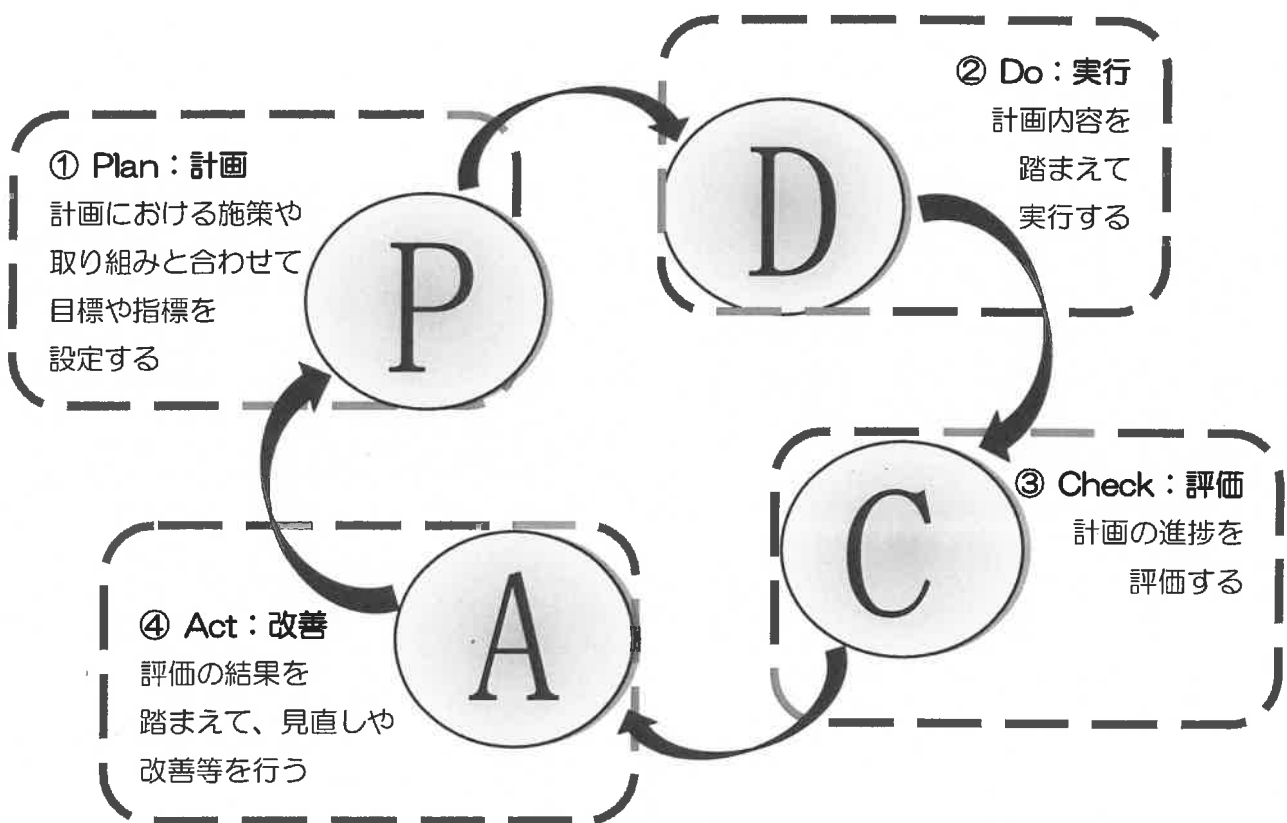 ① Plan：計画
計画における施策や
取り組みと合わせて
目標や指標を
設定する
P
② Do：実行
計画内容を
踏まえて
実行する
D
③ Check：評価
計画の進捗を
評価する
C
④ Act：改善
評価の結果を
踏まえて、見直しや
改善等を行う
A